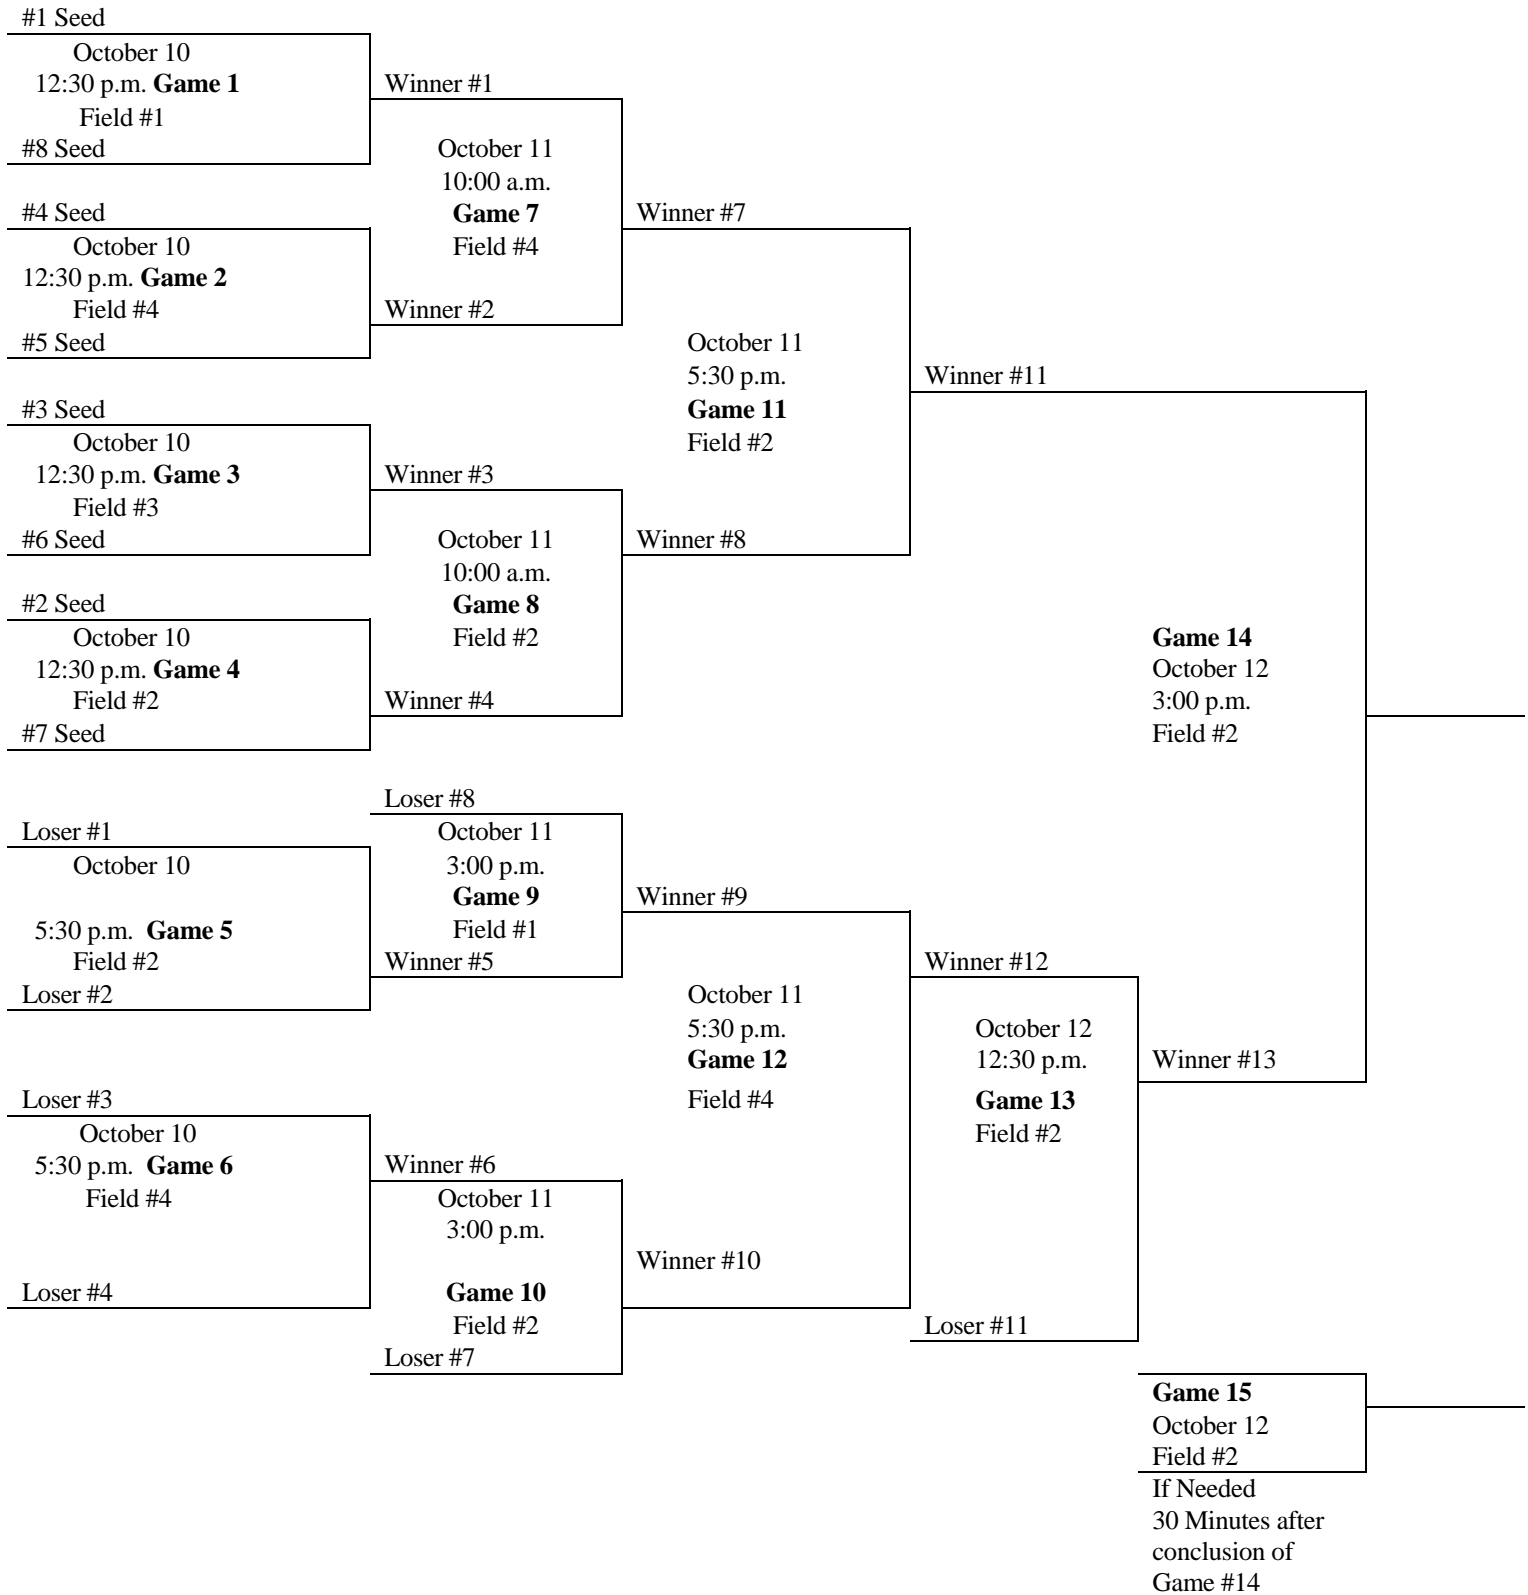 #1 Seed
October 10
12:30 p.m. Game 1
Field #1
#8 Seed
#4 Seed
October 10
12:30 p.m. Game 2
Field #4
#5 Seed
#3 Seed
October 10
12:30 p.m. Game 3
Field #3
#6 Seed
#2 Seed
October 10
12:30 p.m. Game 4
Field #2
#7 Seed
Loser #1
October 10
5:30 p.m. Game 5
Field #2
Loser #2
Loser #3
October 10
5:30 p.m. Game 6
Field #4
Loser #4
Winner #1
October 11
10:00 a.m.
Game 7
Field #4
Winner #2
Winner #3
October 11
10:00 a.m.
Game 8
Field #2
Winner #4
Loser #8
October 11
3:00 p.m.
Game 9
Field #1
Winner #5
Winner #6
October 11
3:00 p.m.
Game 10
Field #2
Loser #7
Winner #7
October 11
5:30 p.m.
Game 11
Field #2
Winner #8
Winner #9
October 11
5:30 p.m.
Game 12
Field #4
Winner #10
Winner #11
Winner #12
October 12
12:30 p.m.
Game 13
Field #2
Loser #11
Game 14
October 12
3:00 p.m.
Field #2
Winner #13
Game 15
October 12
Field #2
If Needed
30 Minutes after
conclusion of
Game #14